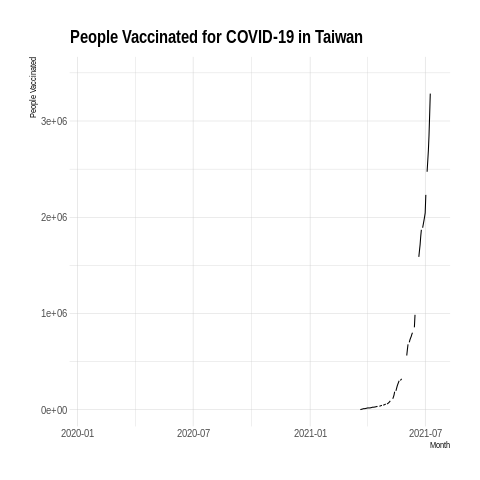 People Vaccinated for COVID-19 in Taiwan
People Vaccinated
3e+06
2e+06
1e+06
0e+00
2020-01 2020-07 2021-01 2021-07
Month